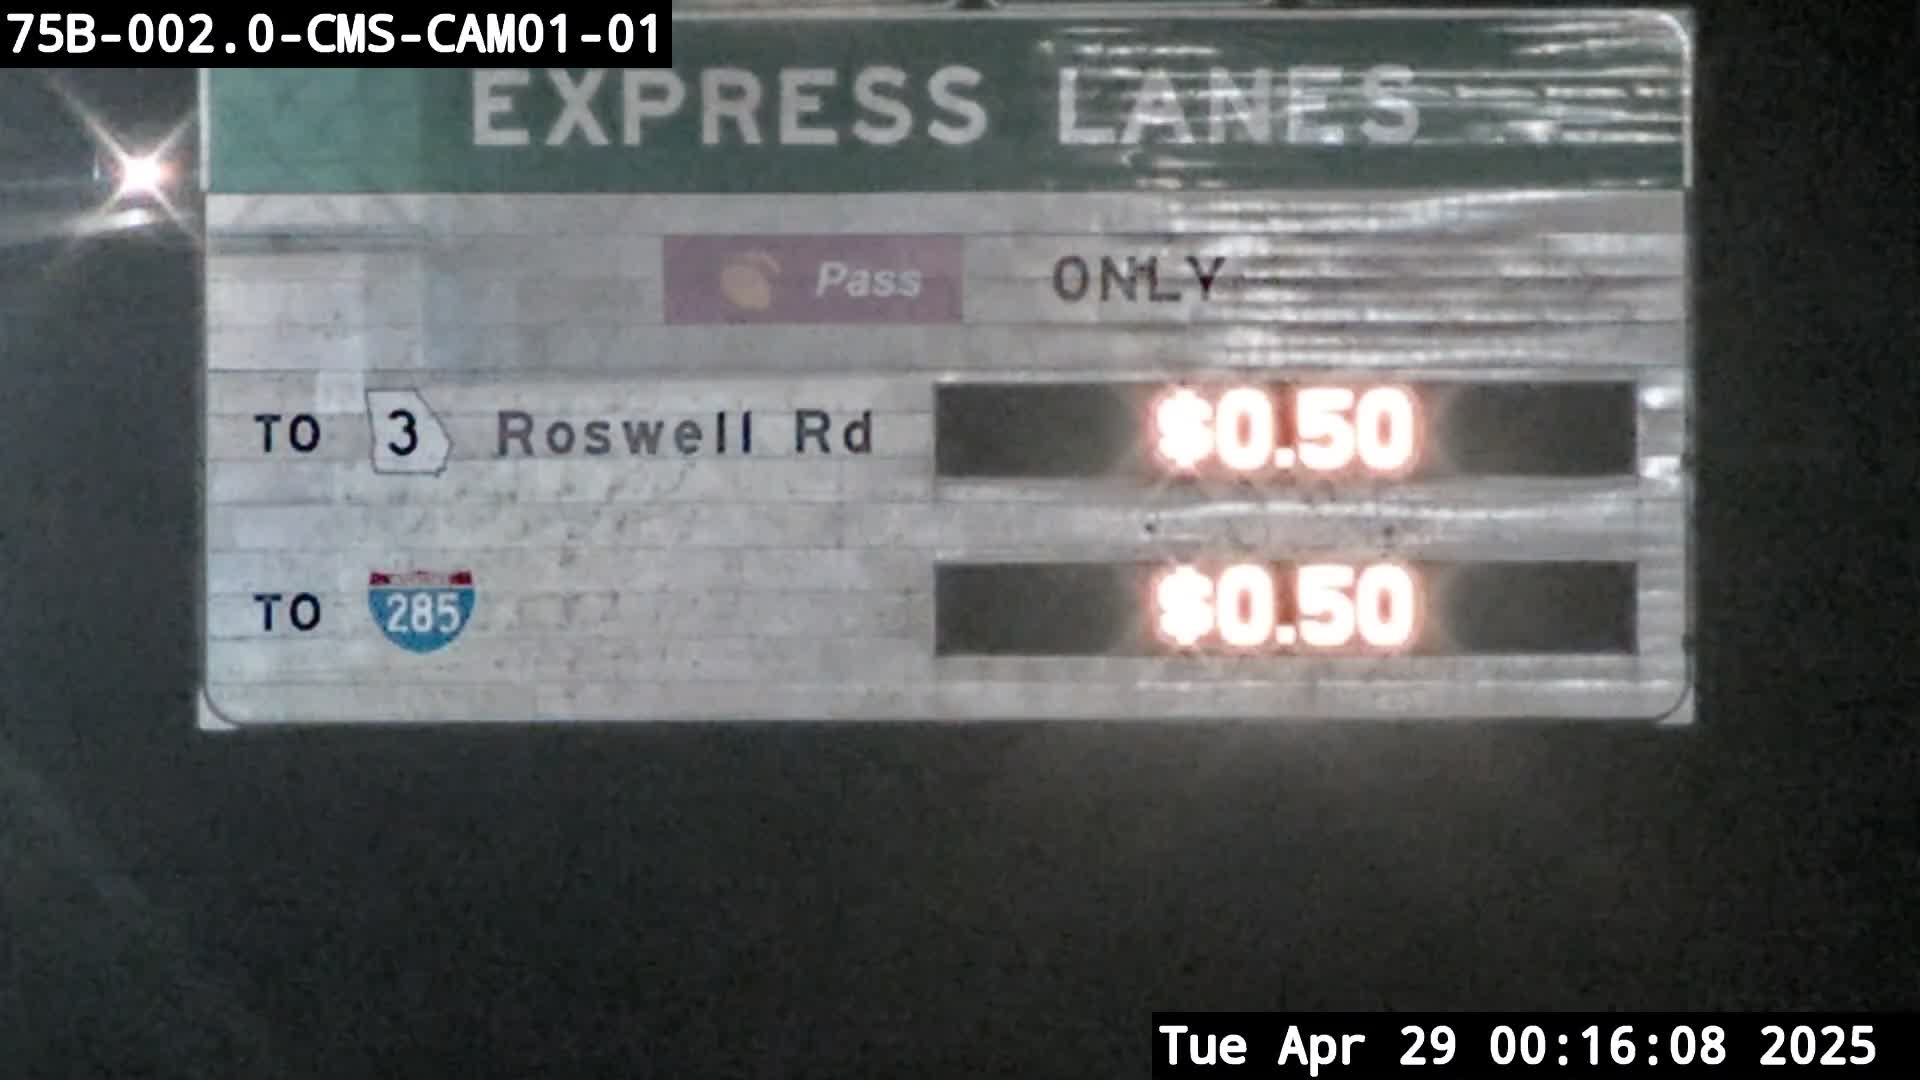 75B-002.0-CMS-CAM01-01
EXPRESS LANES
Pass ONLY
TO 3 Roswell Rd $0.50
TO 285 $0.50
Tue Apr 29 00:16:08 2025